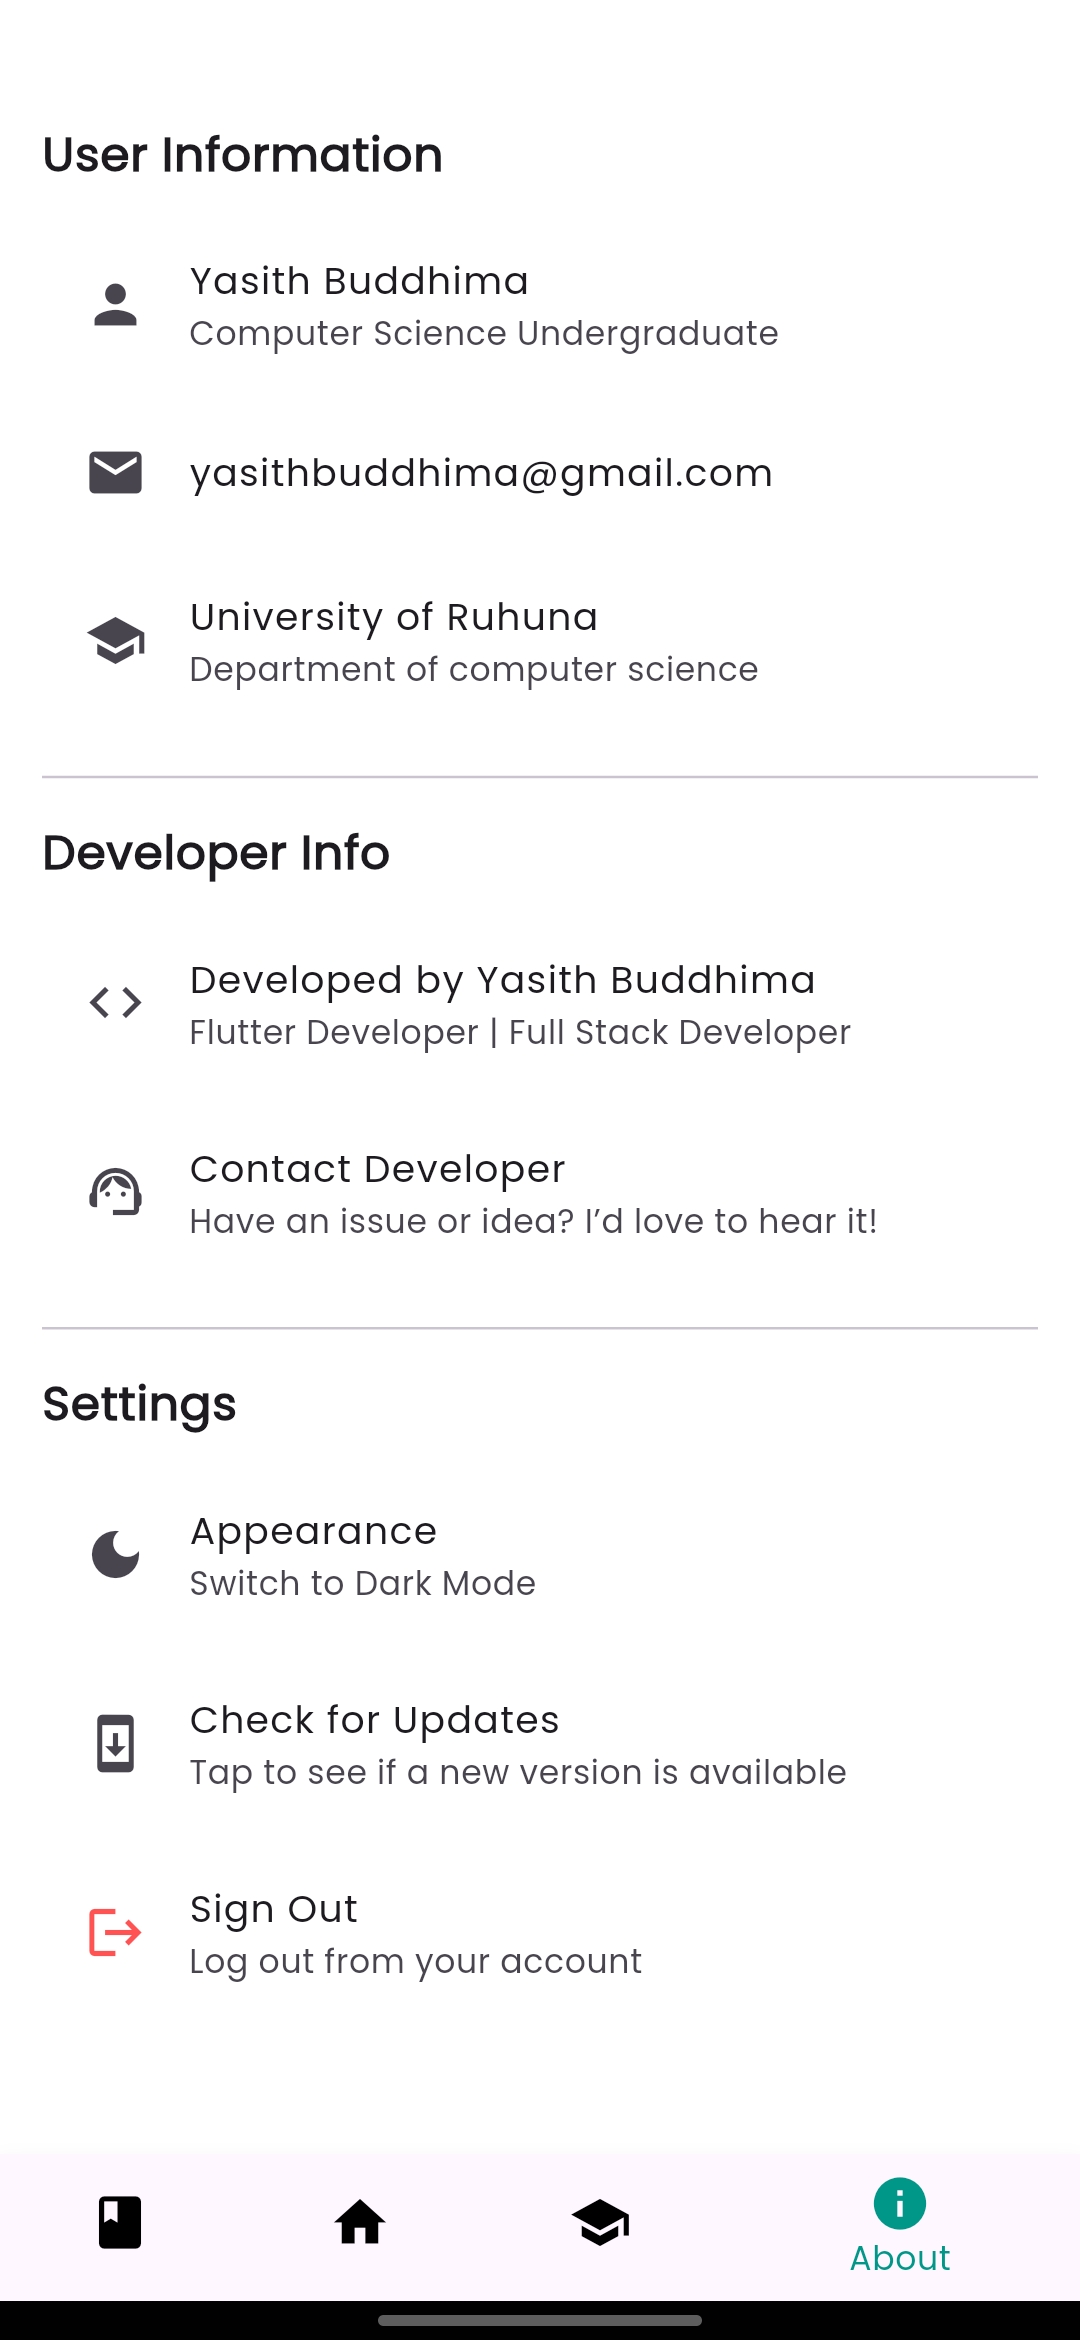 User Information
Yasith Buddhima
Computer Science Undergraduate
yasithbuddhima@gmail.com
University of Ruhuna
Department of computer science
Developer Info
Developed by Yasith Buddhima
Flutter Developer | Full Stack Developer
Contact Developer
Have an issue or idea? I’d love to hear it!
Settings
Appearance
Switch to Dark Mode
Check for Updates
Tap to see if a new version is available
Sign Out
Log out from your account
About